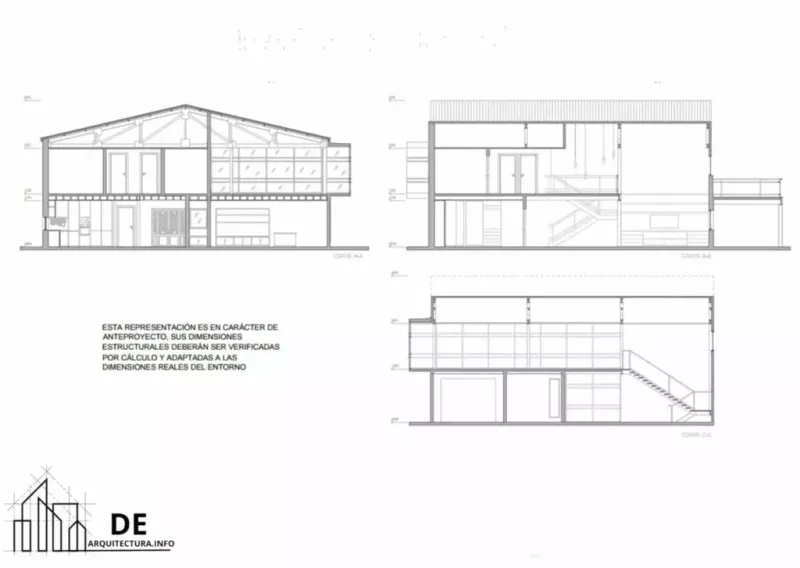 CORTE A-A
CORTE B-B
ESTA REPRESENTACIÓN ES EN CARÁCTER DE
ANTEPROYECTO, SUS DIMENSIONES
ESTRUCTURALES DEBERÁN SER VERIFICADAS
POR CÁLCULO Y ADAPTADAS A LAS
DIMENSIONES REALES DEL ENTORNO
CORTE C-C
DE
ARQUITECTURA.INFO